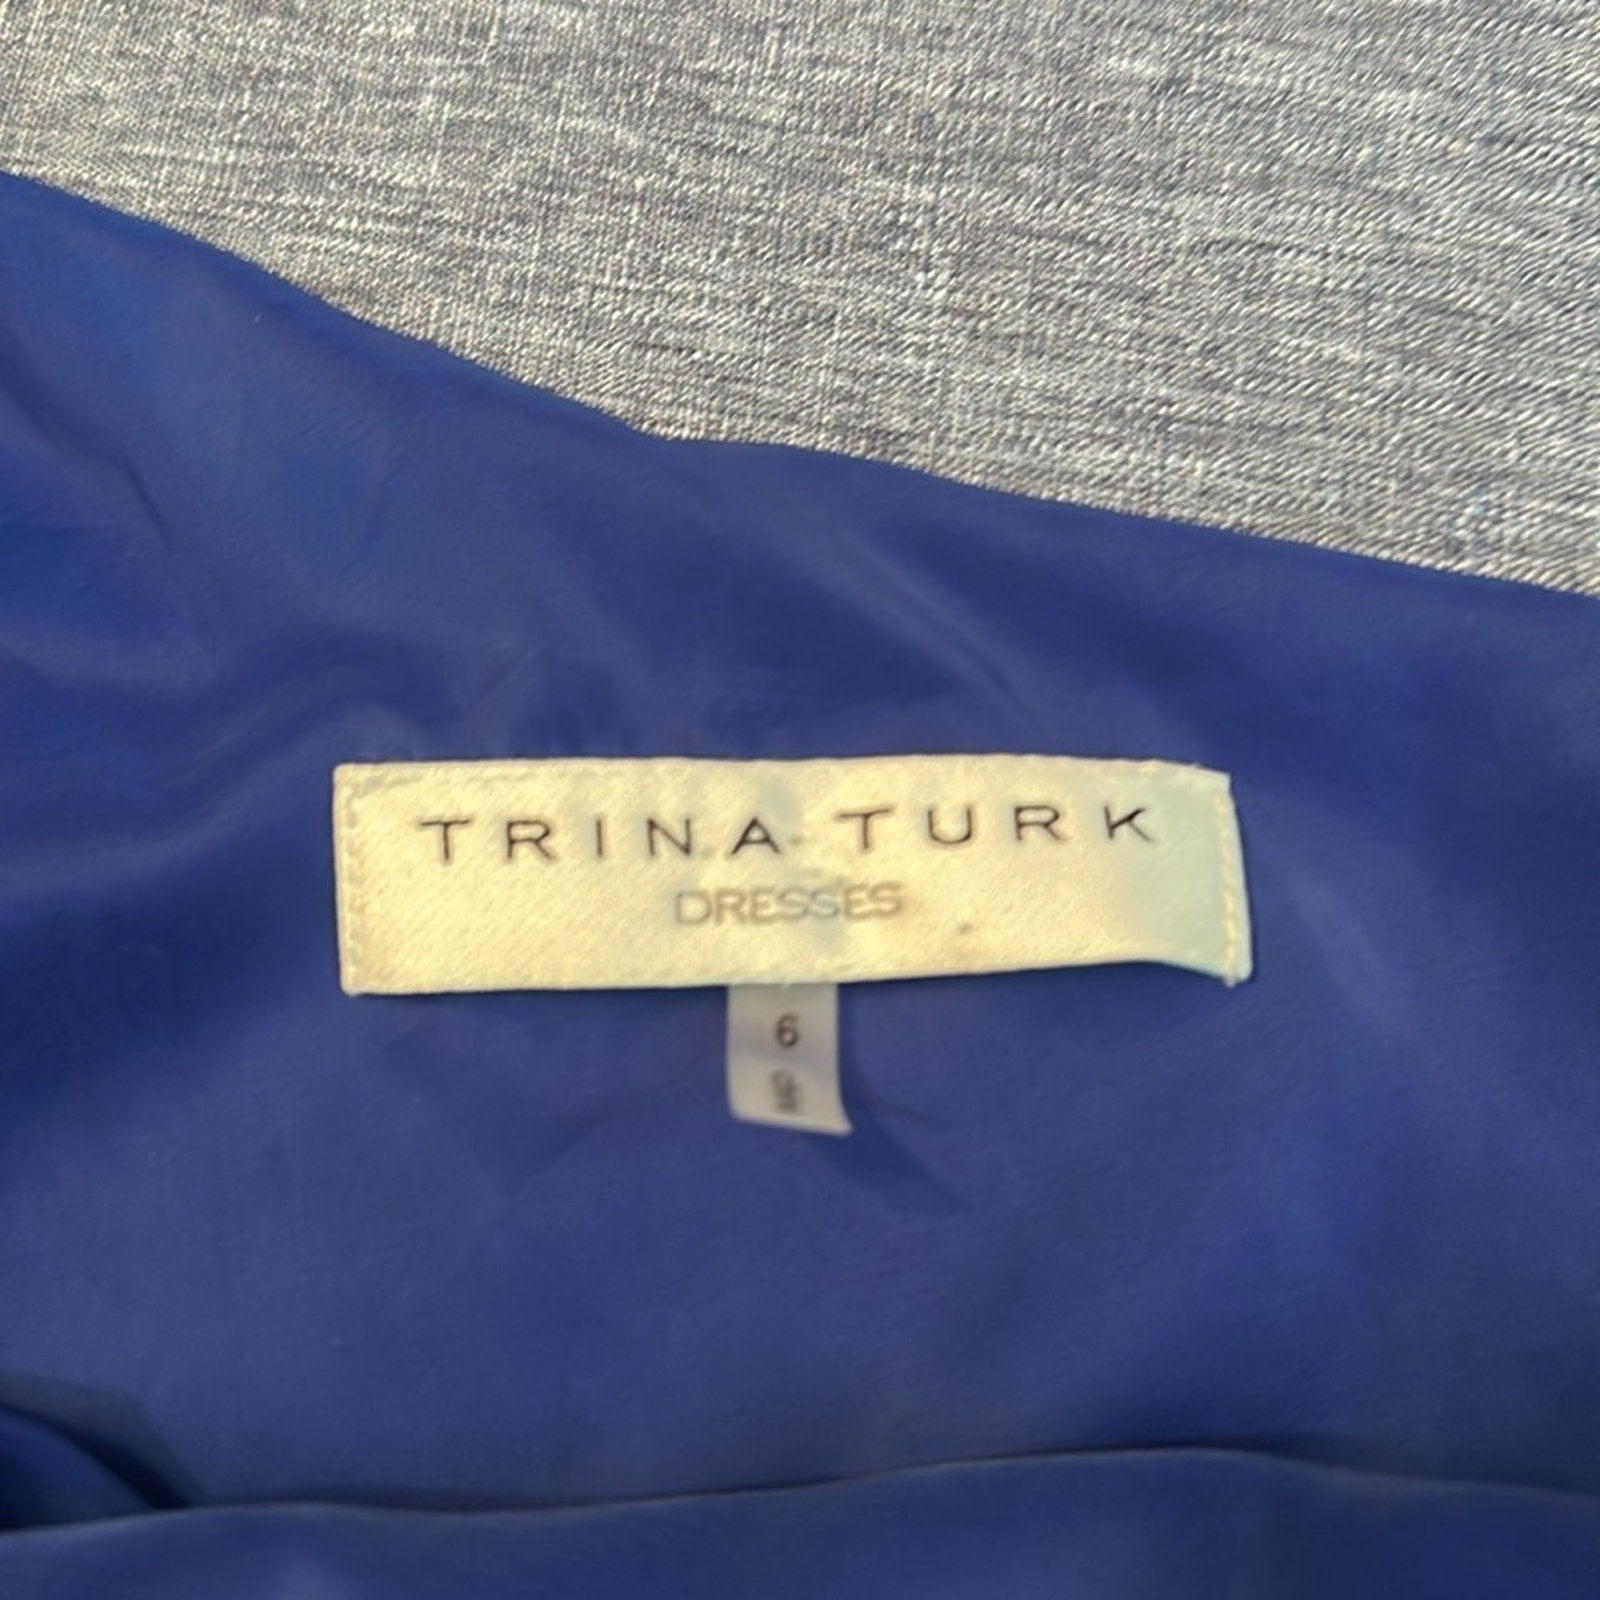 TRINA TURK
DRESSES
6